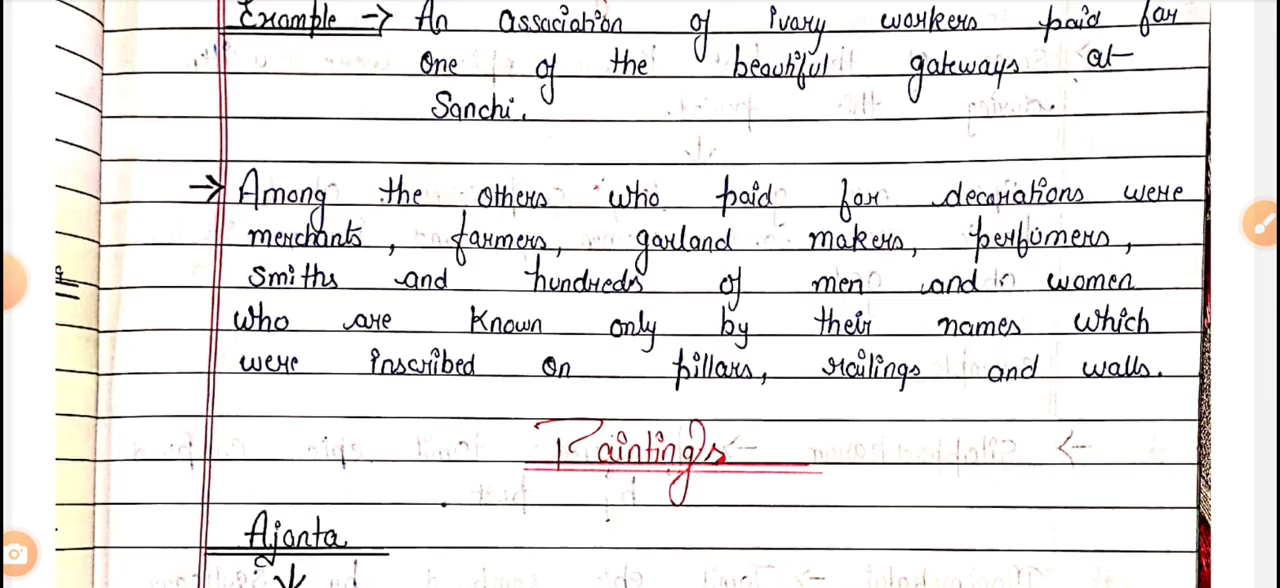 Example → An association of ivary workers paid for
one of the beautiful gateways at
Sanchi.
→ Among the others who paid for decorations were
merchants, farmers, garland makers, perfumers,
smiths and hundreds of men and women
who are known only by their names which
were inscribed on pillars, railings and walls.
Paintings
Ajanta
↓